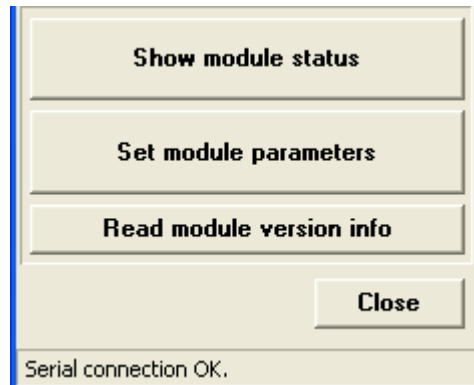 Show module status
Set module parameters
Read module version info
Close
Serial connection OK.